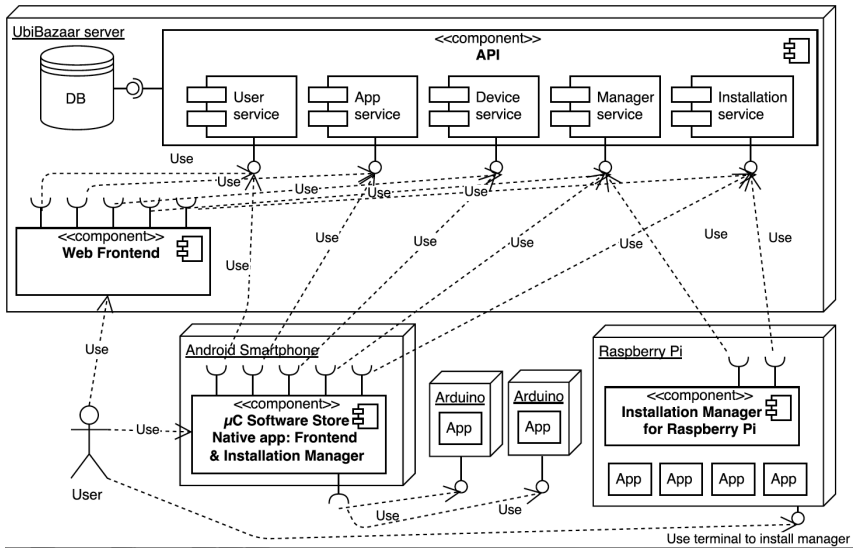 UbiBazaar server
<<component>>
API
DB
User
service
App
service
Device
service
Manager
service
Installation
service
Use
Use
Use
Use
Use
<<component>>
Web Frontend
Use
Use
Use
Use
Use
Use
Use
Use
Android Smartphone
<<component>>
µC Software Store
Native app: Frontend
& Installation Manager
Arduino
App
Arduino
App
Raspberry Pi
<<component>>
Installation Manager
for Raspberry Pi
App
App
App
App
Use
User
Use
Use
Use terminal to install manager